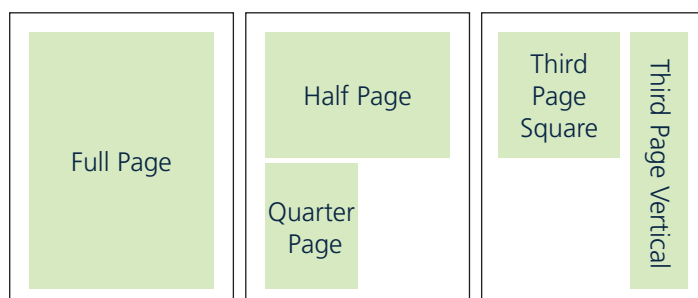 Full Page
Half Page
Quarter
Page
Third
Page
Square
Third Page Vertical